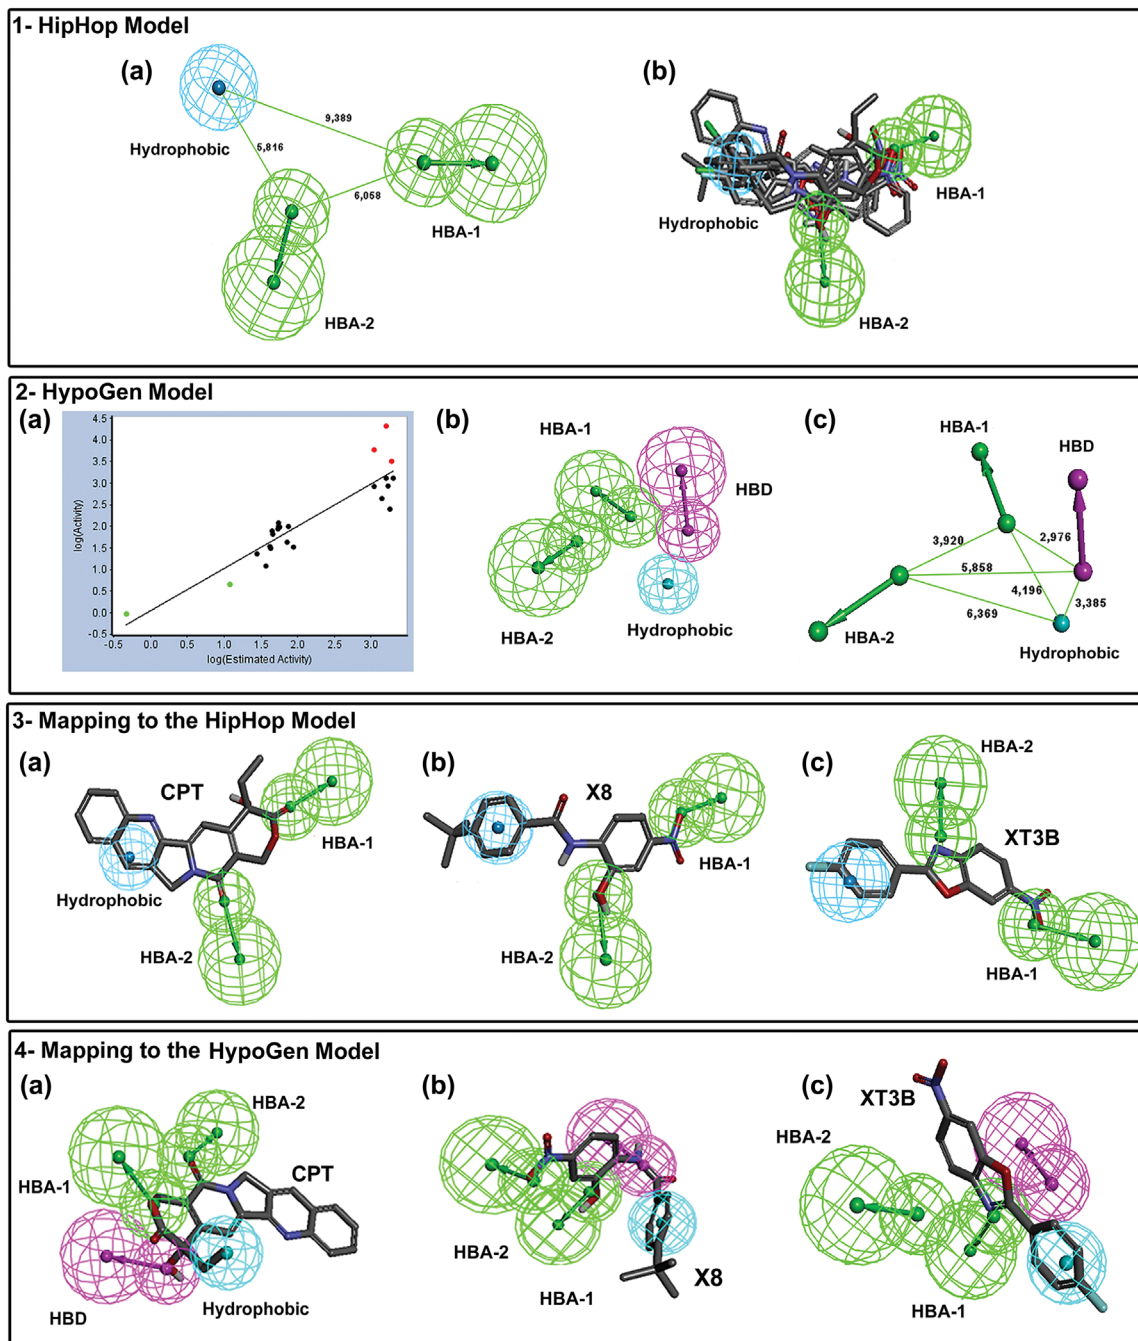 1- HipHop Model
(a)
(b)
Hydrophobic
9,389
5,816
6,058
HBA-1
HBA-2
Hydrophobic
HBA-1
HBA-2
2- HypoGen Model
(a)
(b)
(c)
log(Activity)
4.5
4.0
3.5
3.0
2.5
2.0
1.5
1.0
0.5
0.0
-0.5
-0.5
0.0
0.5
1.0
1.5
2.0
2.5
3.0
log(Estimated Activity)
HBA-1
HBD
HBA-2
Hydrophobic
HBA-1
HBD
3,920
2,976
5,858
4,196
3,385
6,369
HBA-2
Hydrophobic
3- Mapping to the HipHop Model
(a)
(b)
(c)
CPT
HBA-1
Hydrophobic
HBA-2
X8
HBA-1
HBA-2
HBA-2
XT3B
HBA-1
4- Mapping to the HypoGen Model
(a)
(b)
(c)
HBA-2
CPT
HBA-1
HBD
Hydrophobic
HBA-2
HBA-1
X8
XT3B
HBA-2
HBA-1